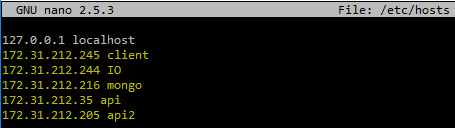 GNU nano 2.5.3 File: /etc/hosts
127.0.0.1 localhost
172.31.212.245 client
172.31.212.244 IO
172.31.212.216 mongo
172.31.212.35 api
172.31.212.205 api2